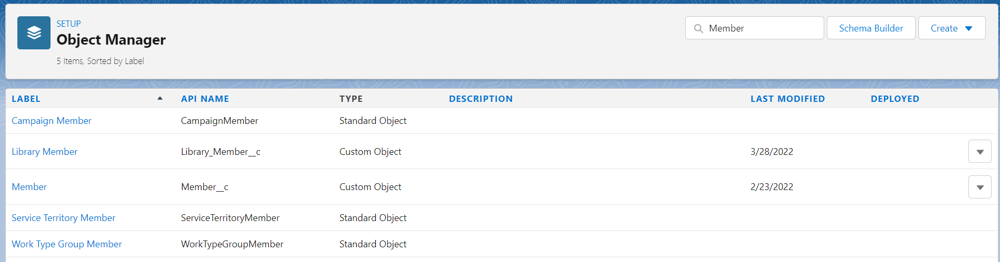 SETUP
Object Manager
5 Items, Sorted by Label
Member
Schema Builder
Create
LABEL API NAME TYPE DESCRIPTION LAST MODIFIED DEPLOYED
Campaign Member CampaignMember Standard Object
Library Member Library_Member__c Custom Object 3/28/2022
Member Member__c Custom Object 2/23/2022
Service Territory Member ServiceTerritoryMember Standard Object
Work Type Group Member WorkTypeGroupMember Standard Object